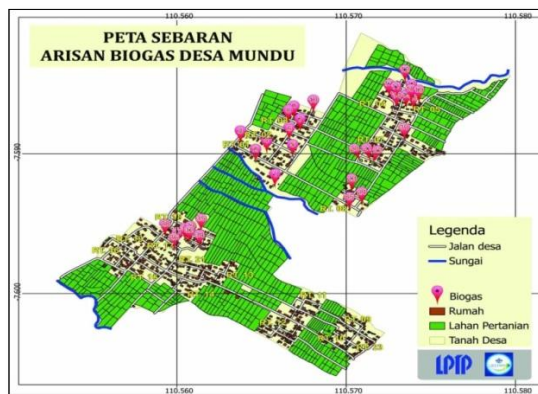 110.560
110.570
110.580
PETA SEBARAN
ARISAN BIOGAS DESA MUNDU
-7.590
-7.600
Legenda
Jalan desa
Sungai
Biogas
Rumah
Lahan Pertanian
Tanah Desa
LPTP
110.560
110.570
110.580